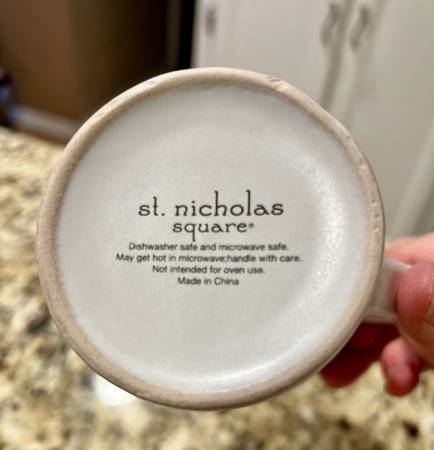 st. nicholas
square®
Dishwasher safe and microwave safe.
May get hot in microwave;handle with care.
Not intended for oven use.
Made in China